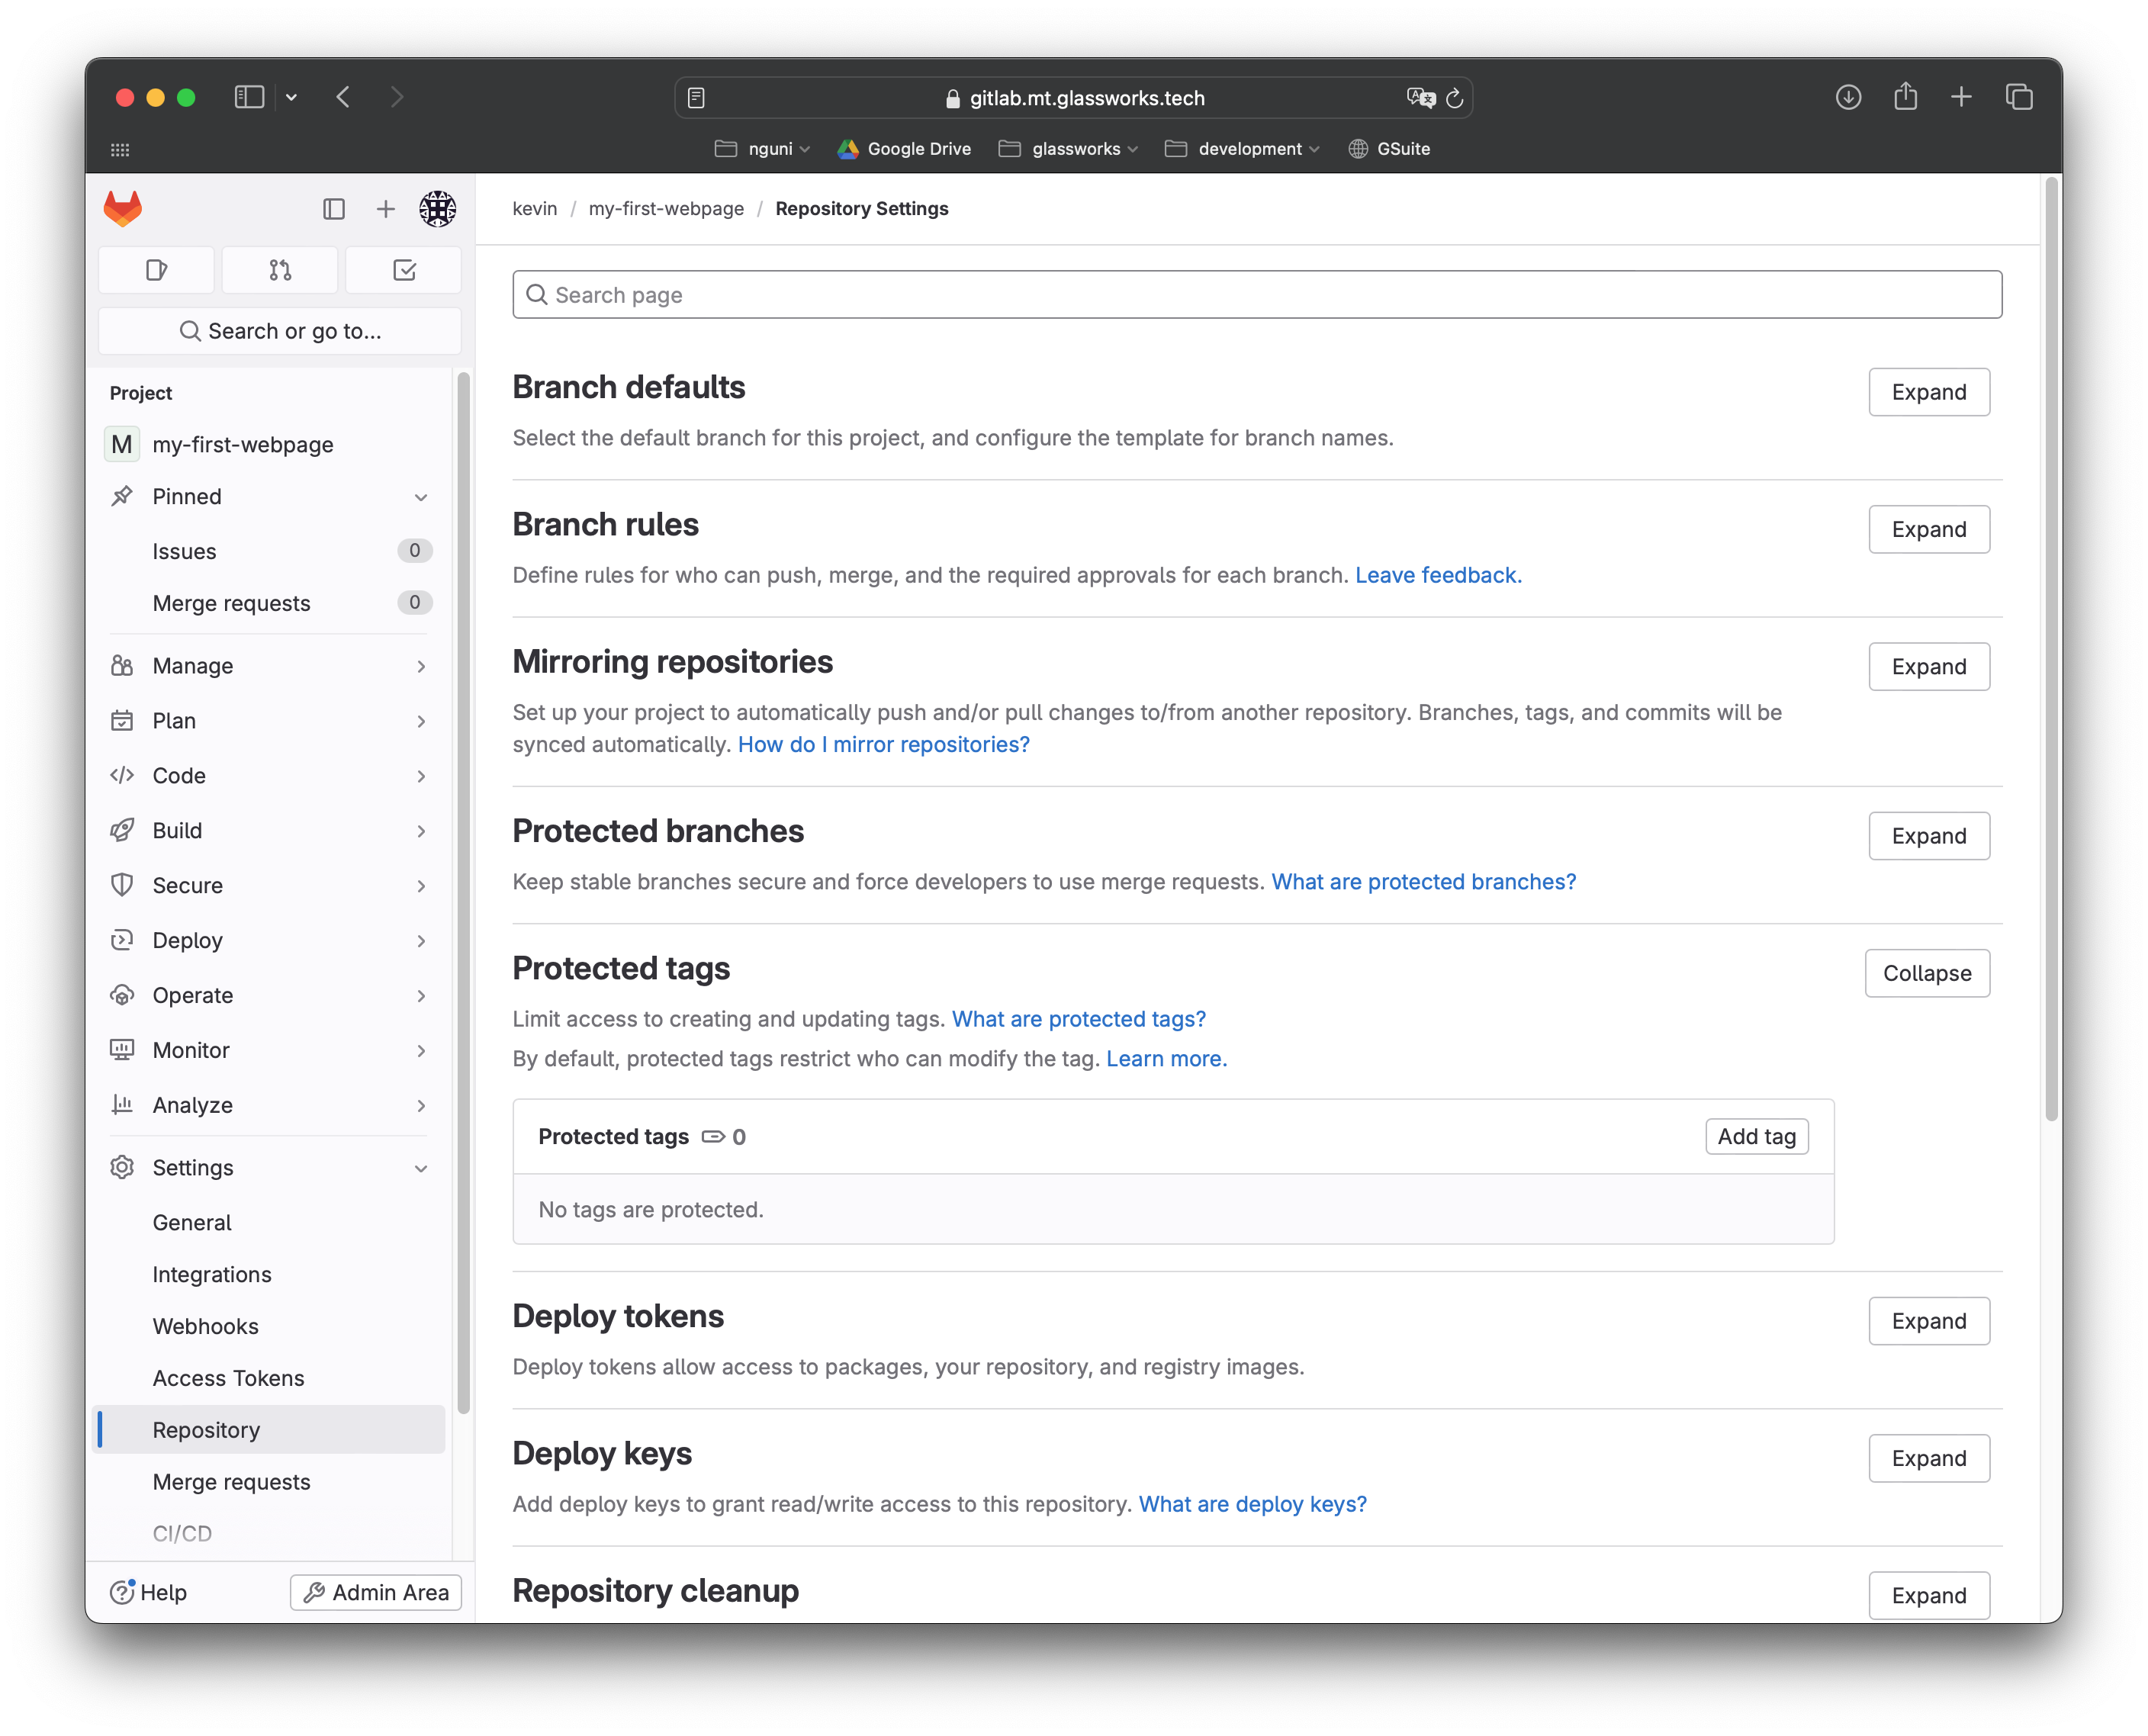 gitlab.mt.glassworks.tech
nguni
Google Drive
glassworks
development
GSuite
kevin / my-first-webpage / Repository Settings
Search or go to...
Project
M my-first-webpage
Pinned
Issues 0
Merge requests 0
Manage
Plan
Code
Build
Secure
Deploy
Operate
Monitor
Analyze
Settings
General
Integrations
Webhooks
Access Tokens
Repository
Merge requests
CI/CD
Help
Admin Area
Search page
Branch defaults
Expand
Select the default branch for this project, and configure the template for branch names.
Branch rules
Expand
Define rules for who can push, merge, and the required approvals for each branch. Leave feedback.
Mirroring repositories
Expand
Set up your project to automatically push and/or pull changes to/from another repository. Branches, tags, and commits will be
synced automatically. How do I mirror repositories?
Protected branches
Expand
Keep stable branches secure and force developers to use merge requests. What are protected branches?
Protected tags
Collapse
Limit access to creating and updating tags. What are protected tags?
By default, protected tags restrict who can modify the tag. Learn more.
Protected tags 0
Add tag
No tags are protected.
Deploy tokens
Expand
Deploy tokens allow access to packages, your repository, and registry images.
Deploy keys
Expand
Add deploy keys to grant read/write access to this repository. What are deploy keys?
Repository cleanup
Expand